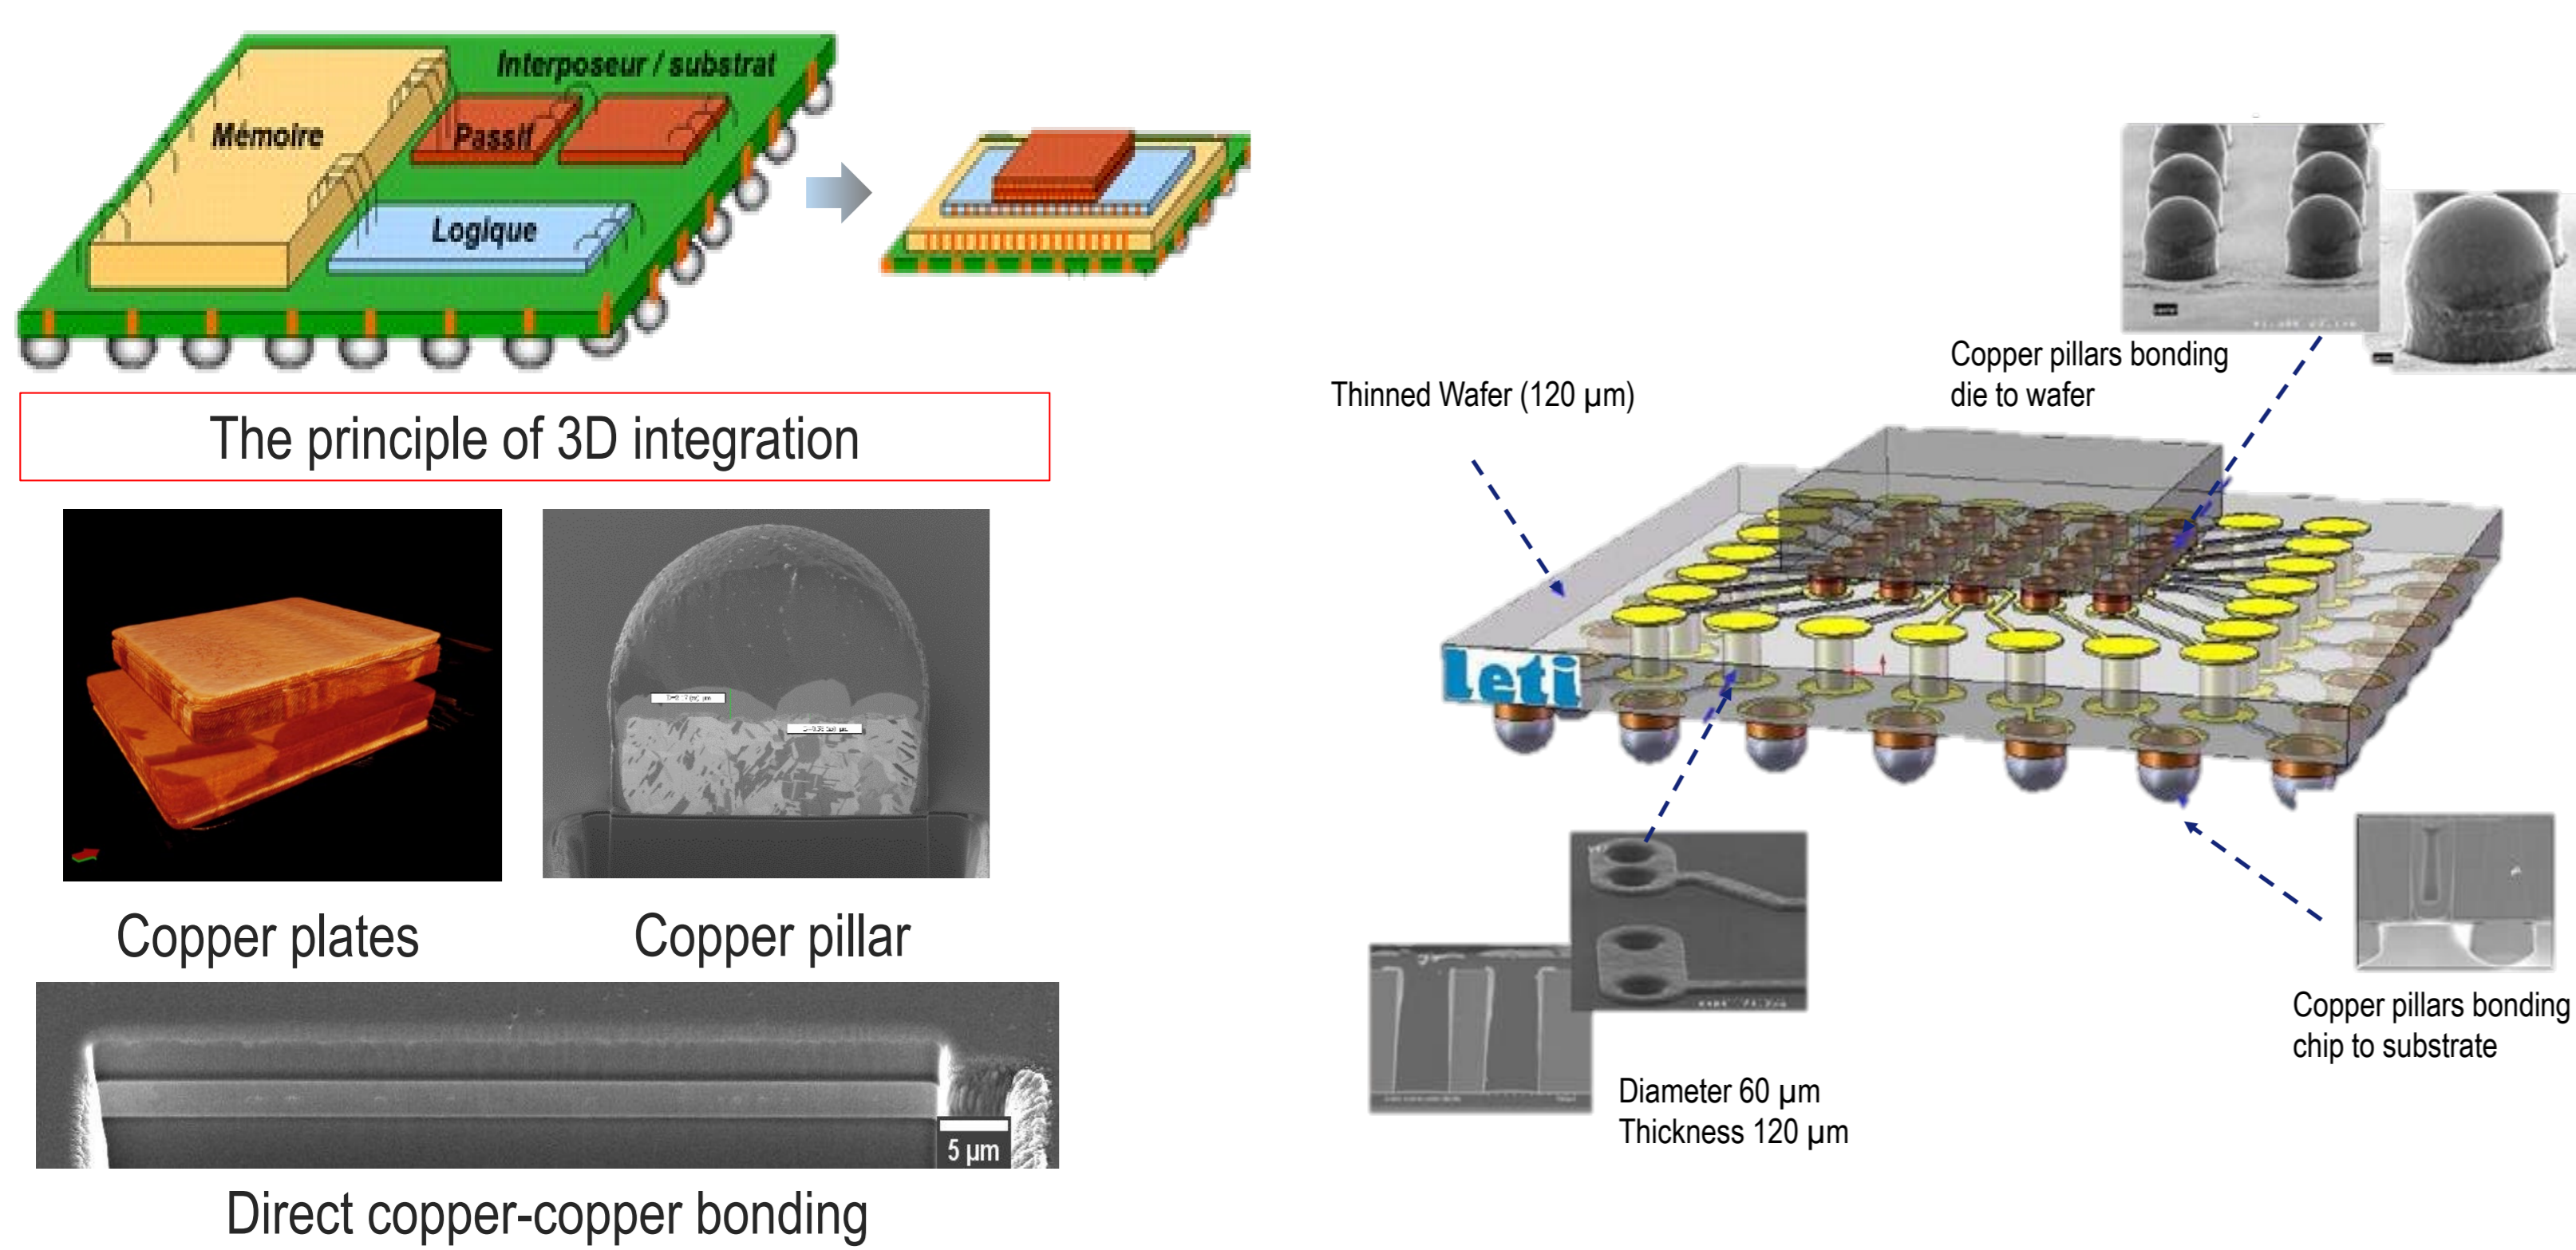 Interposeur / substrat
Mémoire
Passif
Logique
The principle of 3D integration
Copper plates
Copper pillar
5 µm
Direct copper-copper bonding
Thinned Wafer (120 µm)
Copper pillars bonding
die to wafer
leti
Diameter 60 µm
Thickness 120 µm
Copper pillars bonding
chip to substrate